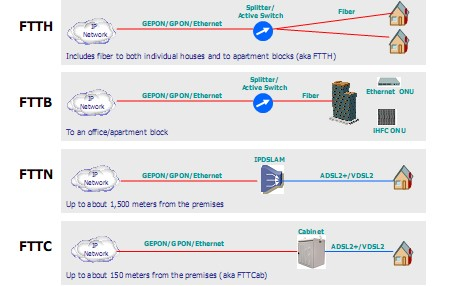 FTTH
IP
Network
GEPON/GPON/Ethernet
Splitter/
Active Switch
Fiber
Includes fiber to both individual houses and to apartment blocks (aka FTTH)
FTTB
IP
Network
GEPON/GPON/Ethernet
Splitter/
Active Switch
Fiber
Ethernet ONU
iHFC ONU
To an office/apartment block
FTTN
IP
Network
GEPON/GPON/Ethernet
IPDSLAM
ADSL2+/VDSL2
Up to about 1,500 meters from the premises
FTTC
IP
Network
GEPON/GPON/Ethernet
Cabinet
ADSL2+/VDSL2
Up to about 150 meters from the premises (aka FTTCab)